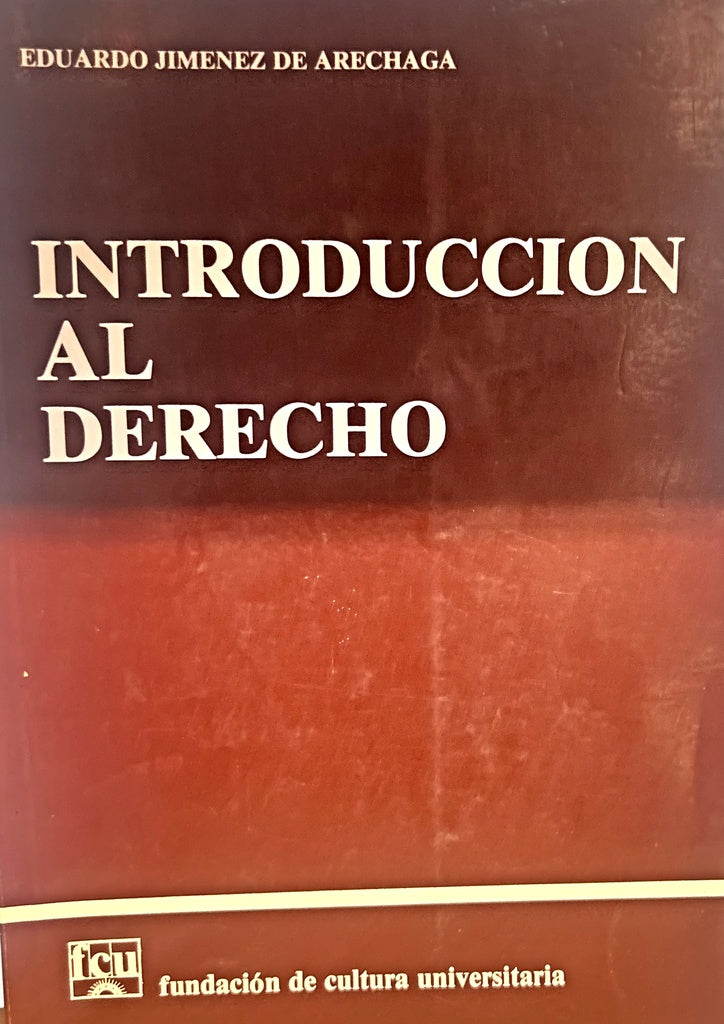 EDUARDO JIMENEZ DE ARECHAGA
INTRODUCCION
AL
DERECHO
fcu
fundación de cultura universitaria